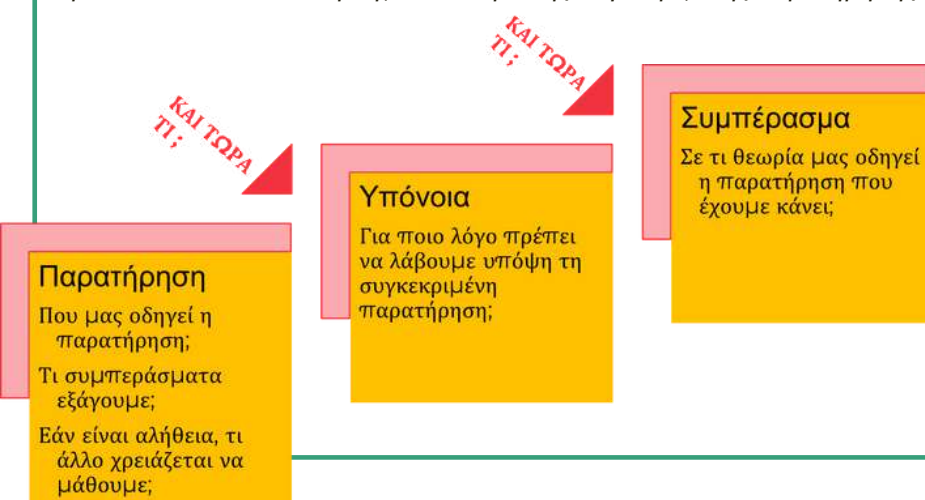 Παρατήρηση
Που μας οδηγεί η
παρατήρηση;
Τι συμπεράσματα
εξάγουμε;
Εάν είναι αλήθεια, τι
άλλο χρειάζεται να
μάθουμε;
ΚΑΙ ΤΩΡΑ
ΤΙ ;
Υπόνοια
Για ποιο λόγο πρέπει
να λάβουμε υπόψη τη
συγκεκριμένη
παρατήρηση;
ΚΑΙ ΤΩΡΑ
ΤΙ ;
Συμπέρασμα
Σε τι θεωρία μας οδηγεί
η παρατήρηση που
έχουμε κάνει;